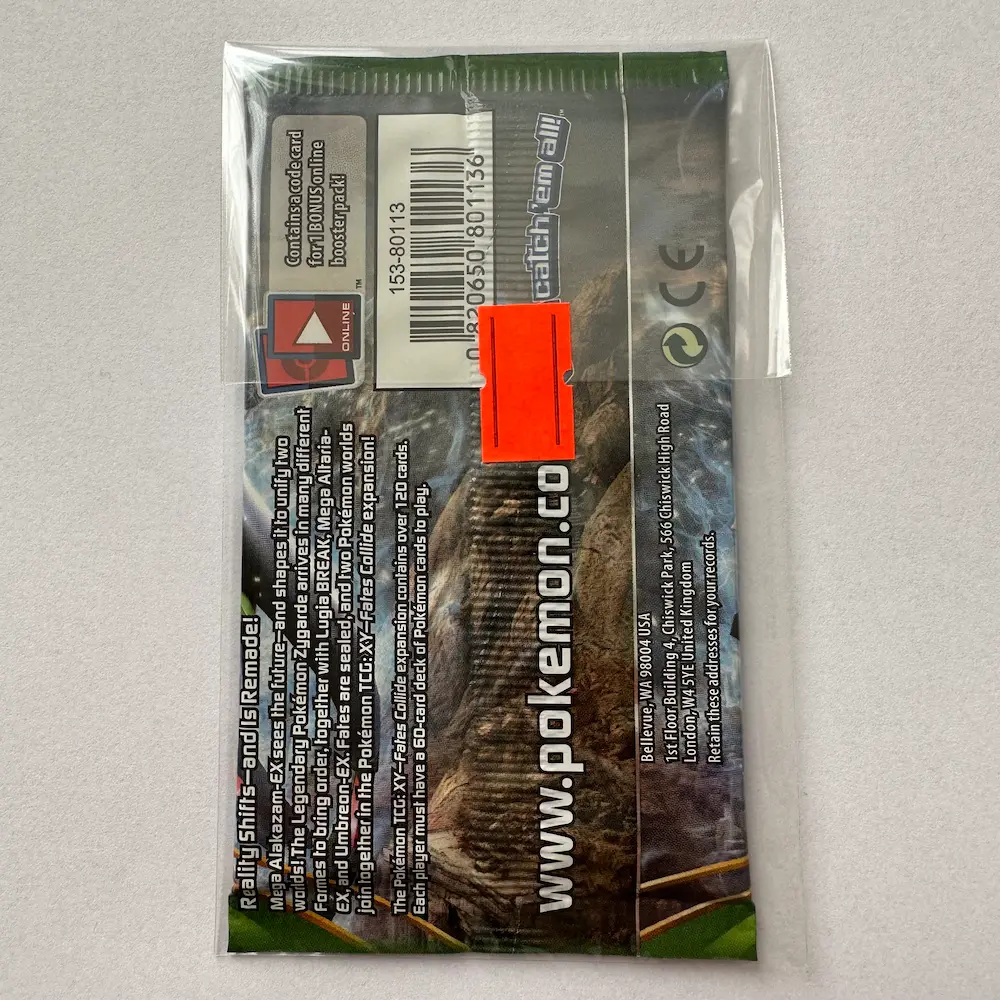 Reality Shifts—and Is Remade!
Mega Alakazam-EX sees the future—and shapes it to unify two
worlds! The Legendary Pokémon Zygarde arrives in many different
Formes to bring order, together with Lugia BREAK, Mega Altaria-
EX, and Umbreon-EX. Fates are sealed, and two Pokémon worlds
join together in the Pokémon TCG: XY—Fates Collide expansion!
The Pokémon TCG: XY—Fates Collide expansion contains over 120 cards.
Each player must have a 60-card deck of Pokémon cards to play.
ONLINE
TM
Contains a code card
for 1 BONUS online
booster pack!
153-80113
0 820650 801136
www.pokemon.co
catch 'em all!™
Bellevue, WA 98004 USA
1st Floor Building 4, Chiswick Park, 566 Chiswick High Road
London, W4 5YE United Kingdom
Retain these addresses for your records.
CE